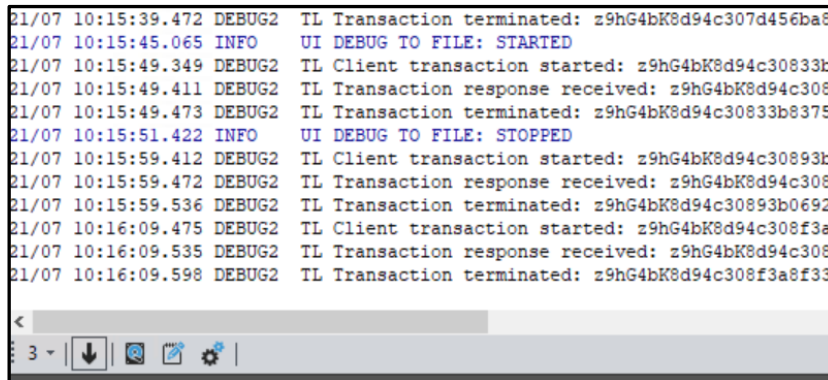 21/07 10:15:39.472 DEBUG2 TL Transaction terminated: z9hG4bK8d94c307d456ba8
21/07 10:15:45.065 INFO UI DEBUG TO FILE: STARTED
21/07 10:15:49.349 DEBUG2 TL Client transaction started: z9hG4bK8d94c30833b
21/07 10:15:49.411 DEBUG2 TL Transaction response received: z9hG4bK8d94c308
21/07 10:15:49.473 DEBUG2 TL Transaction terminated: z9hG4bK8d94c30833b8375
21/07 10:15:51.422 INFO UI DEBUG TO FILE: STOPPED
21/07 10:15:59.412 DEBUG2 TL Client transaction started: z9hG4bK8d94c30893b
21/07 10:15:59.472 DEBUG2 TL Transaction response received: z9hG4bK8d94c308
21/07 10:15:59.536 DEBUG2 TL Transaction terminated: z9hG4bK8d94c30893b0692
21/07 10:16:09.475 DEBUG2 TL Client transaction started: z9hG4bK8d94c308f3a
21/07 10:16:09.535 DEBUG2 TL Transaction response received: z9hG4bK8d94c308
21/07 10:16:09.598 DEBUG2 TL Transaction terminated: z9hG4bK8d94c308f3a8f33
3